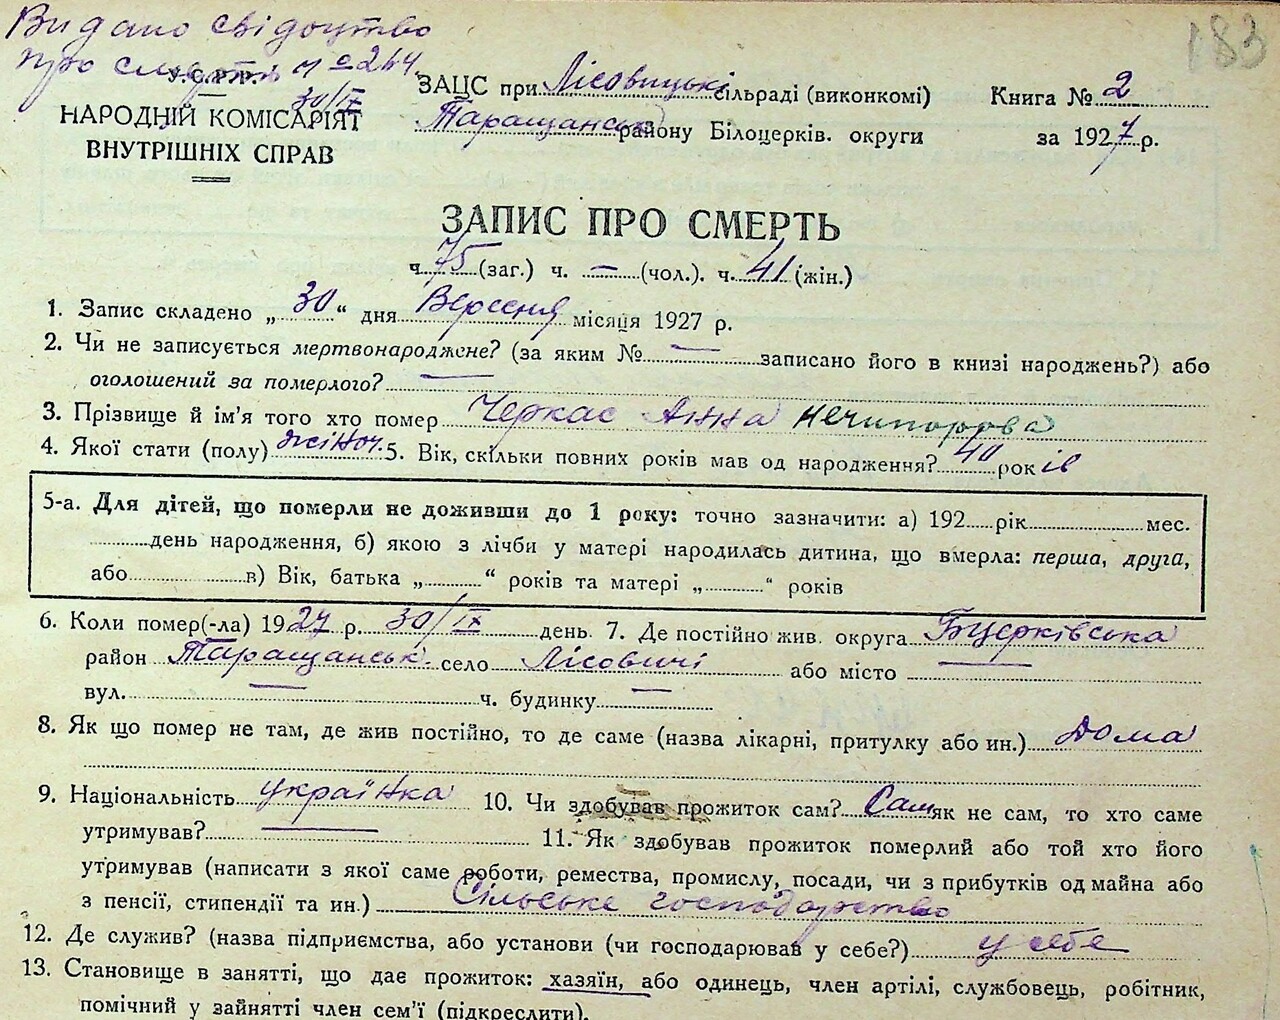 Видано свідоцтво
183
про смерть № 264
30/IX
У.С.Р.Р.
НАРОДНІЙ КОМІСАРІЯТ
ВНУТРІШНІХ СПРАВ
ЗАЦС при Лісовицькі сільраді (виконкомі)
Таращанськ району Білоцерків. округи
Книга № 2
за 1927 р.
ЗАПИС ПРО СМЕРТЬ
ч. 75 (заг.) ч. — (чол.). ч. 41 (жін.)
1. Запис складено „ 30 “ дня Вересня місяця 1927 р.
2. Чи не записується мертвонароджене? (за яким № — записано його в книзі народжень?) або
оголошений за померлого? —
3. Прізвище й ім'я того хто помер Черкас Анна Нечипорова
4. Якої стати (полу) жіноч. 5. Вік, скільки повних років мав од народження? 40 років
5-а. Для дітей, що померли не доживши до 1 року: точно зазначити: а) 192 рік мес.
день народження, б) якою з лічби у матері народилась дитина, що вмерла: перша, друга,
або в) Вік, батька „ “ років та матері „ “ років
6. Коли помер(-ла) 1927 р. 30/IX день. 7. Де постійно жив. округа Бцерківська
район Таращанськ. село Лісовичі або місто —
вул. — ч. будинку —
8. Як що помер не там, де жив постійно, то де саме (назва лікарні, притулку або ин.) Дома
9. Національність українка 10. Чи здобував прожиток сам? Сам як не сам, то хто саме
утримував? — 11. Як здобував прожиток померлий або той хто його
утримував (написати з якої саме роботи, ремества, промислу, посади, чи з прибутків од майна або
з пенсії, стипендії та ин.) Сільське господарство
12. Де служив? (назва підприємства, або установи (чи господарював у себе?) у себе
13. Становище в занятті, що дає прожиток: хазяїн, або одинець, член артілі, службовець, робітник,
помічний у зайнятті член сем'ї (підкреслити).